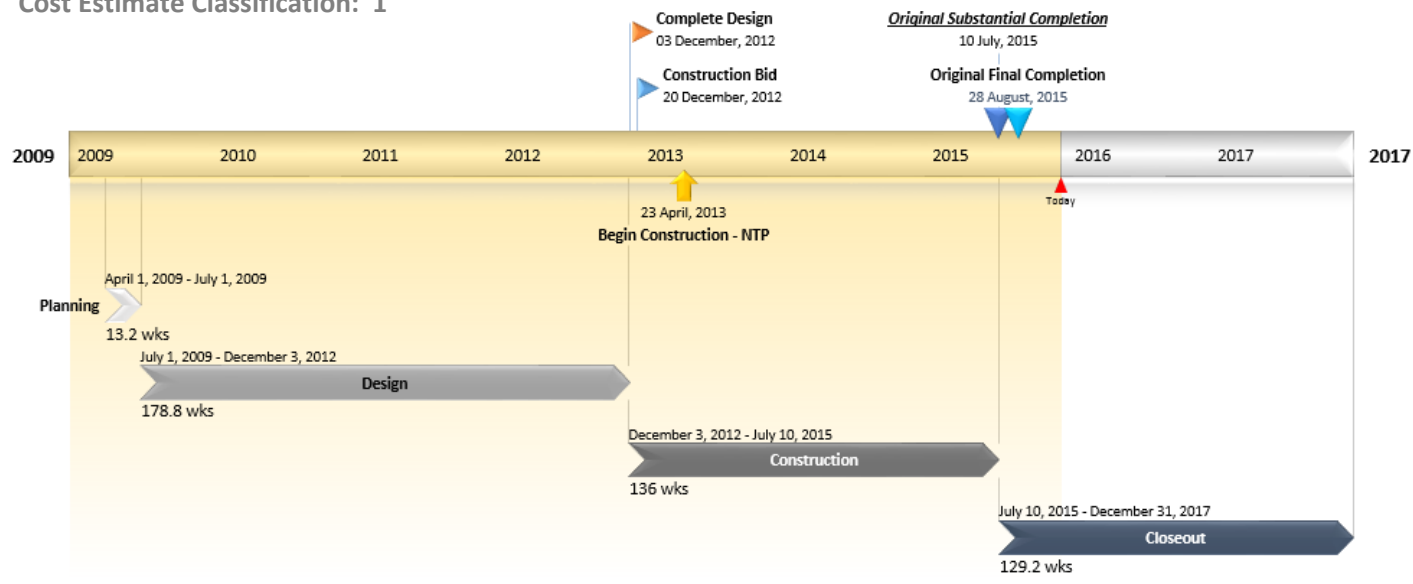 Cost Estimate Classification: 1
Complete Design
03 December, 2012
Original Substantial Completion
10 July, 2015
Construction Bid
20 December, 2012
Original Final Completion
28 August, 2015
2009
2009 2010 2011 2012 2013 2014 2015 2016 2017
2017
Today
23 April, 2013
Begin Construction - NTP
April 1, 2009 - July 1, 2009
Planning
13.2 wks
July 1, 2009 - December 3, 2012
Design
178.8 wks
December 3, 2012 - July 10, 2015
Construction
136 wks
July 10, 2015 - December 31, 2017
Closeout
129.2 wks